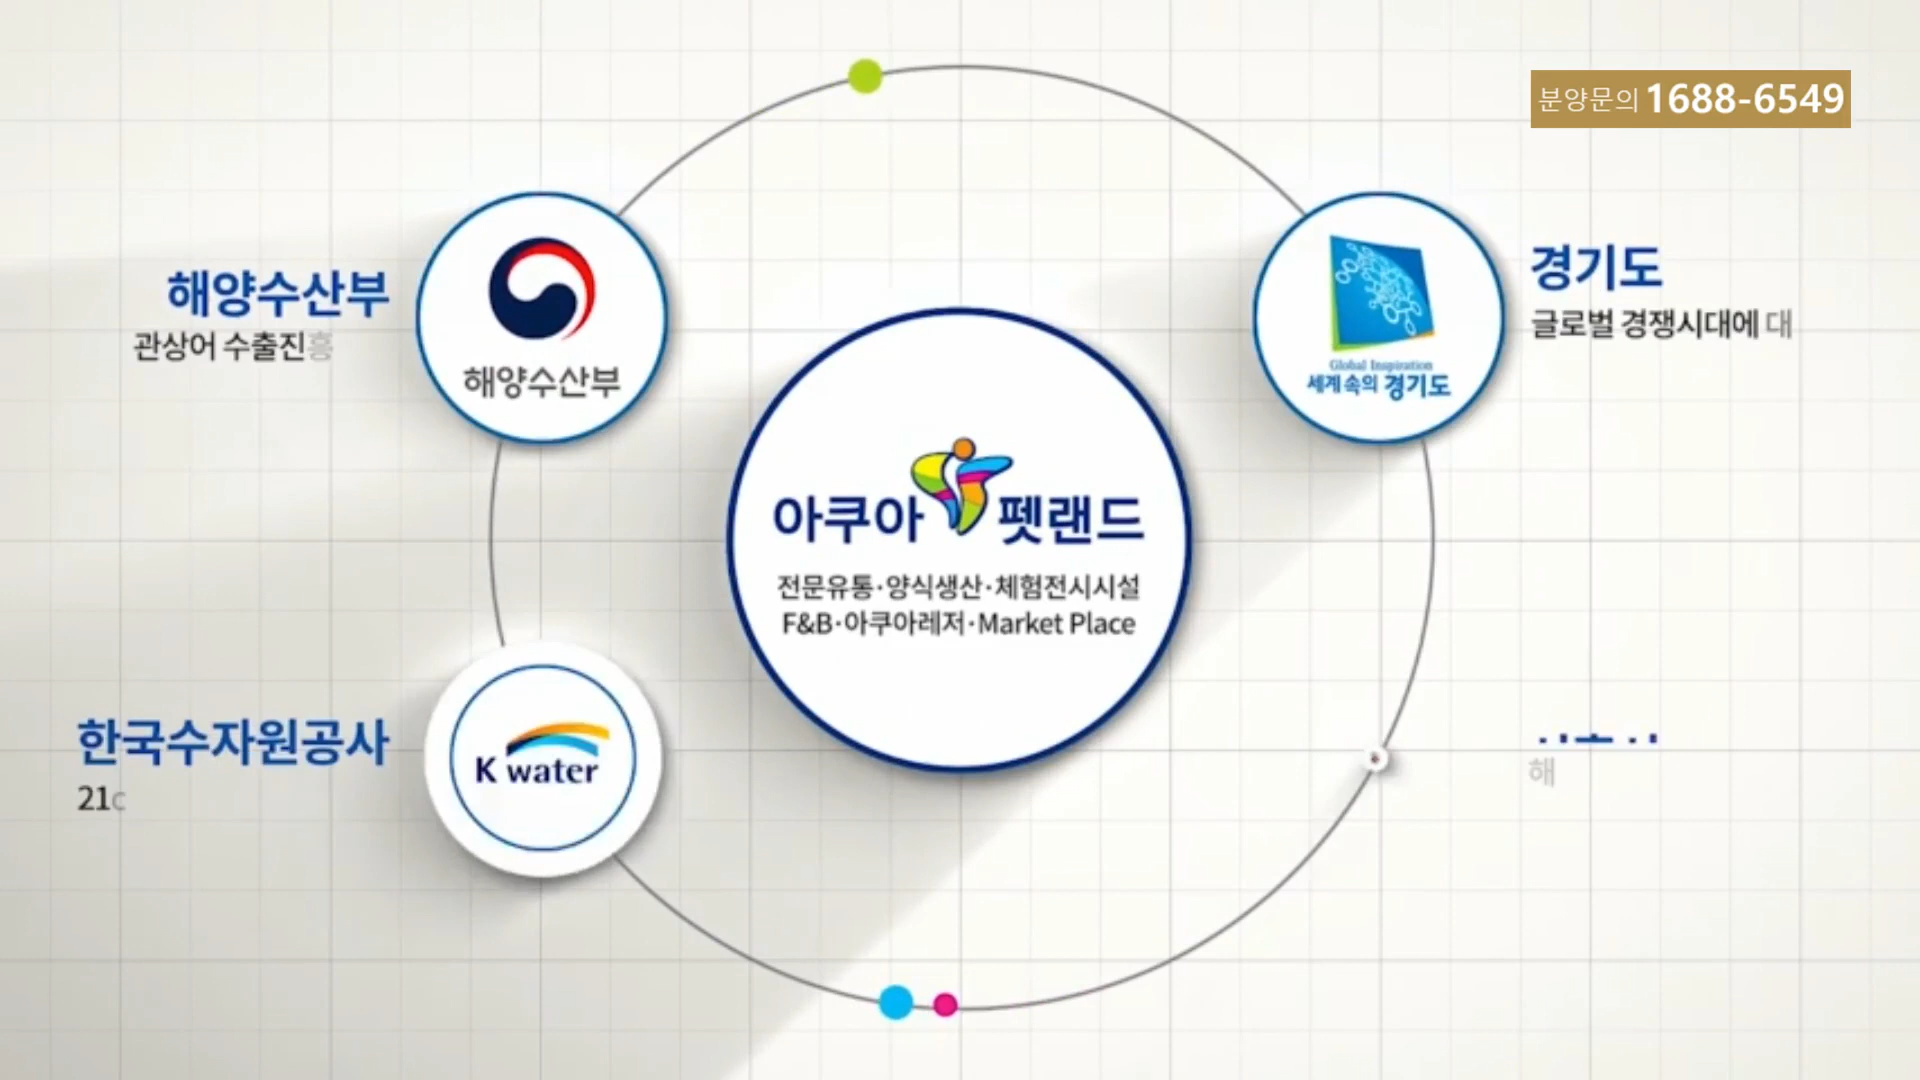 분양문의 1688-6549
해양수산부
관상어 수출진흥
해양수산부
Global Inspiration
세계속의 경기도
경기도
글로벌 경쟁시대에 대
아쿠아펫랜드
전문유통·양식생산·체험전시시설
F&B·아쿠아레저·Market Place
한국수자원공사
21c
K water
해